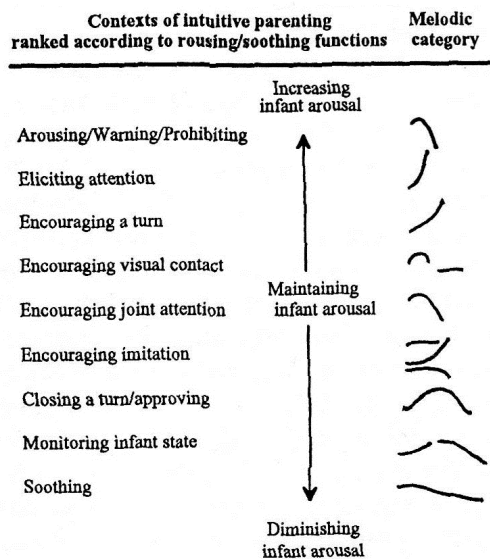 Contexts of intuitive parenting
ranked according to rousing/soothing functions
Melodic
category
Increasing
infant arousal
Arousing/Warning/Prohibiting
Eliciting attention
Encouraging a turn
Encouraging visual contact
Maintaining
infant arousal
Encouraging joint attention
Encouraging imitation
Closing a turn/approving
Monitoring infant state
Soothing
Diminishing
infant arousal